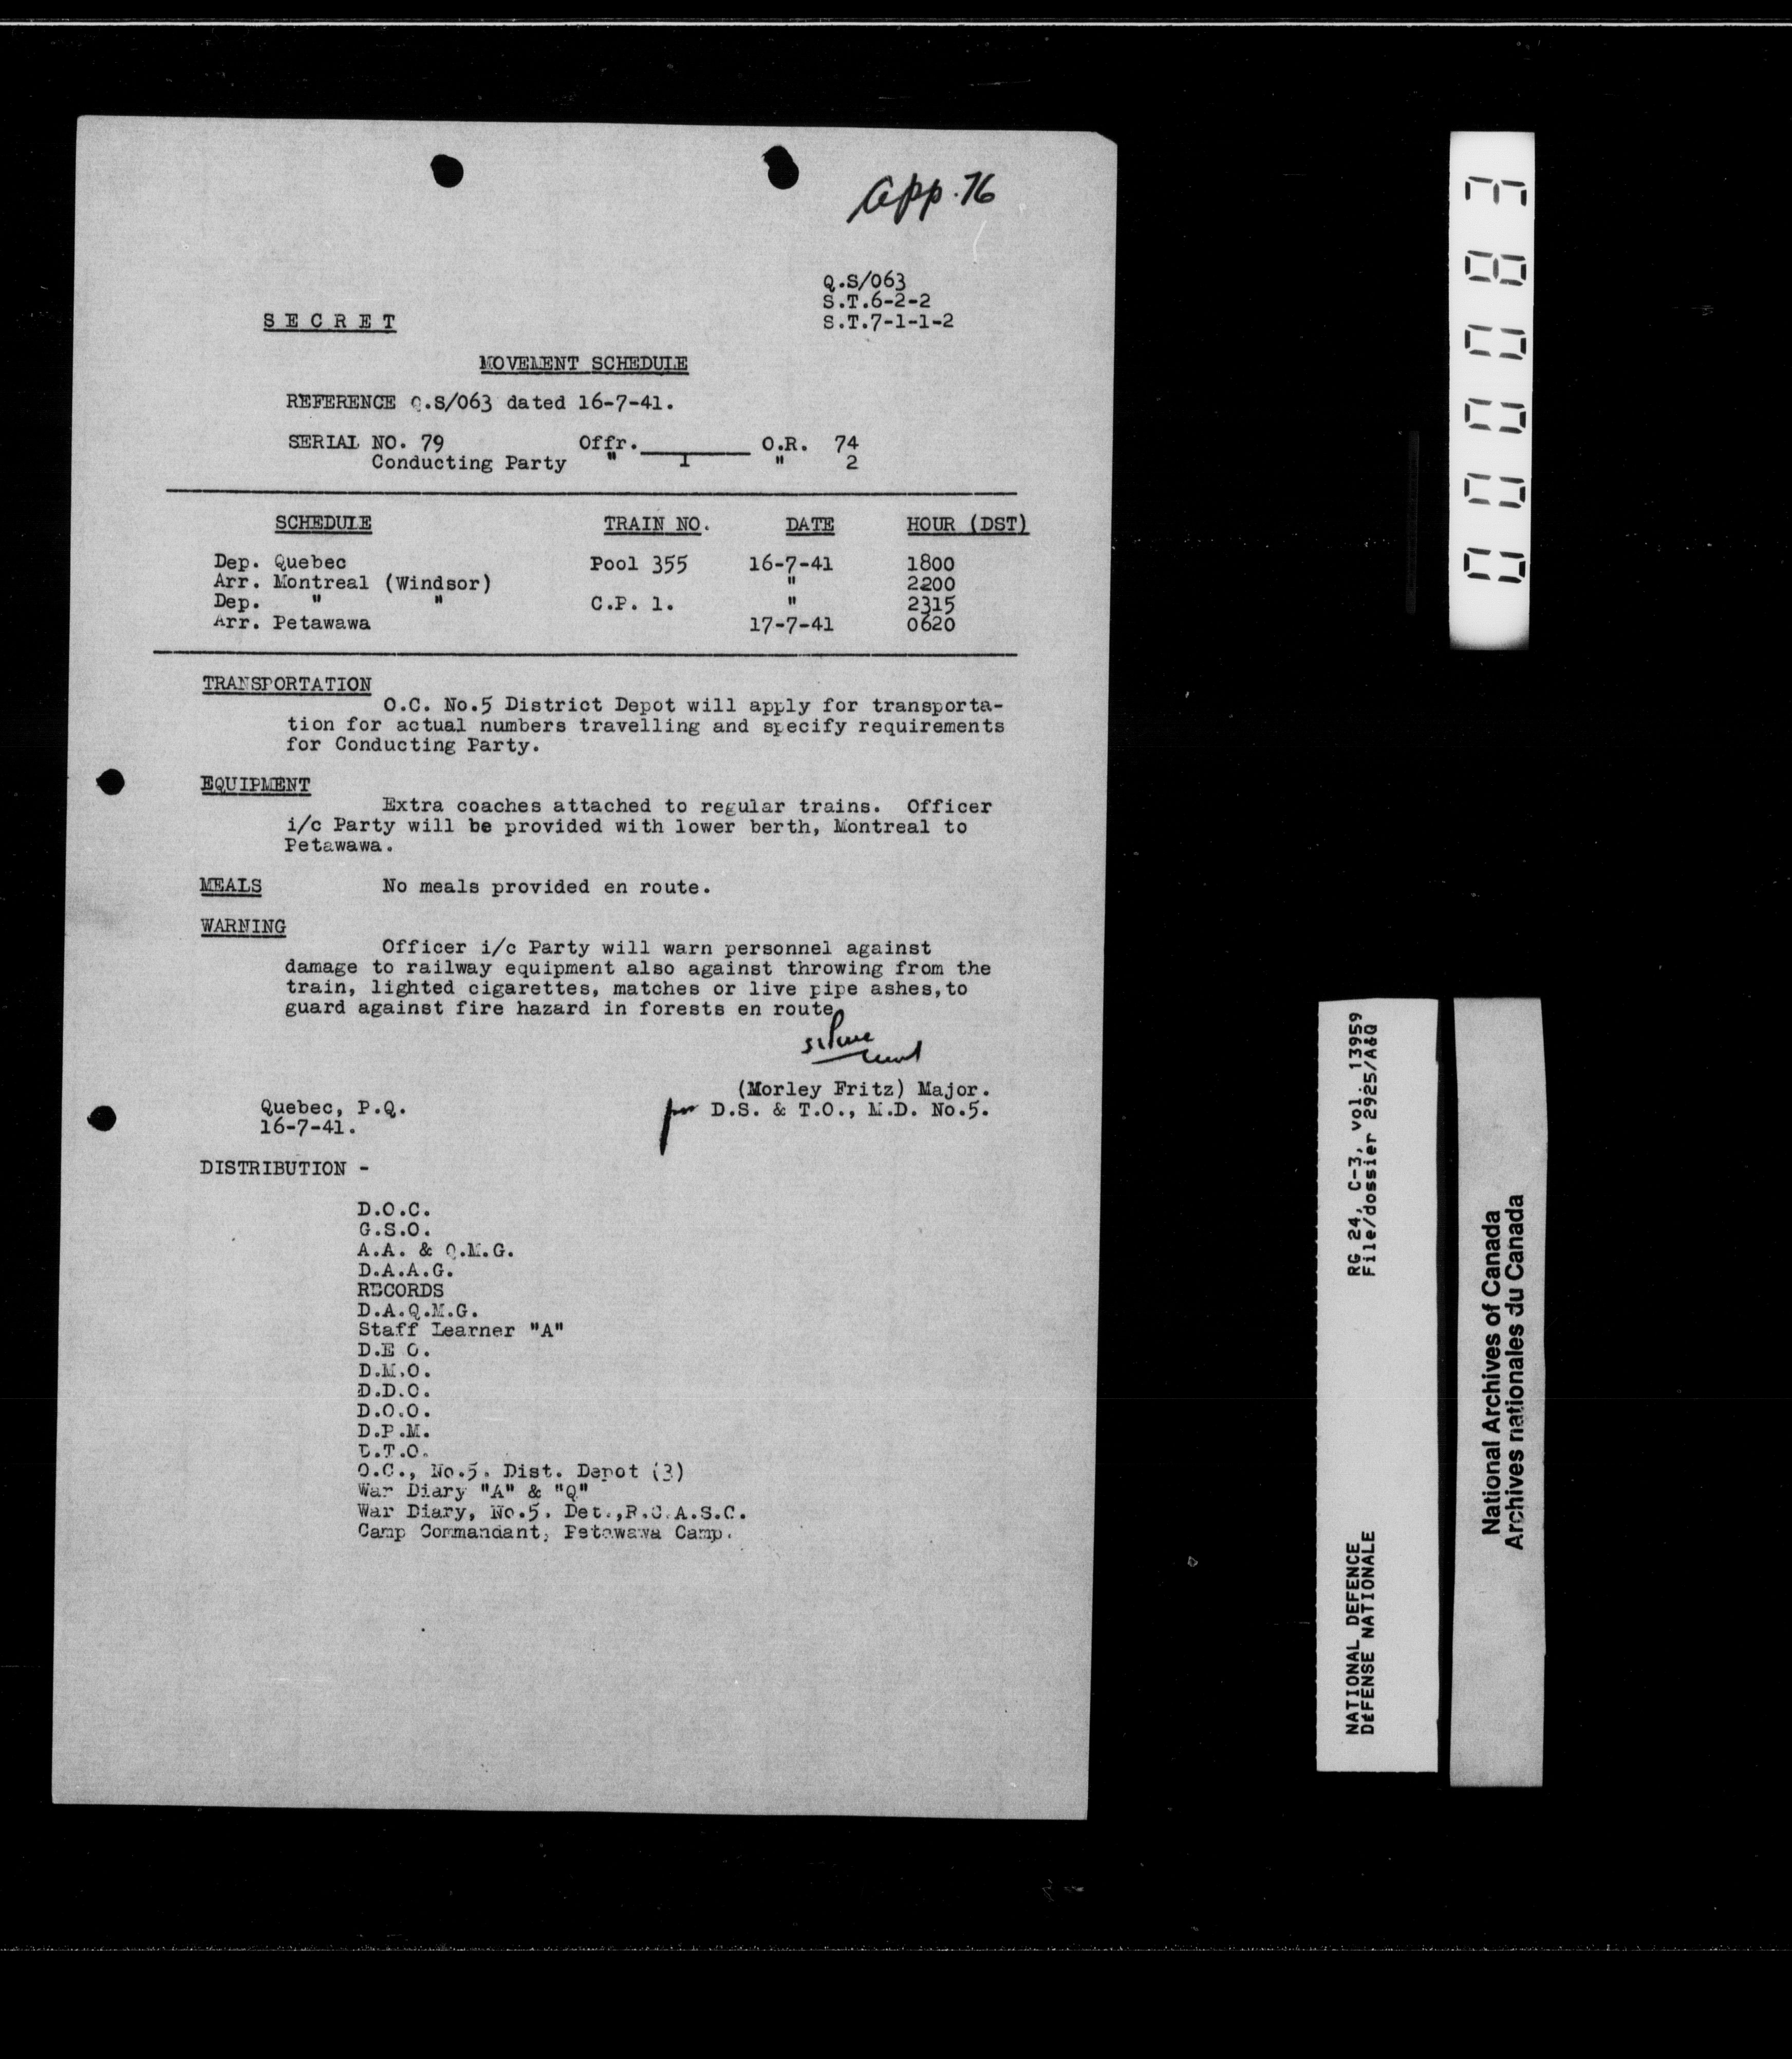 app. 76
Q.S/063
S.T.6-2-2
S E C R E T
S.T.7-1-1-2
MOVEMENT SCHEDULE
REFERENCE Q.S/063 dated 16-7-41.
SERIAL NO. 79 Offr. ________ O.R. 74
Conducting Party " 1 " 2
SCHEDULE TRAIN NO. DATE HOUR (DST)
Dep. Quebec Pool 355 16-7-41 1800
Arr. Montreal (Windsor) " 2200
Dep. " " C.P. 1. " 2315
Arr. Petawawa 17-7-41 0620
TRANSPORTATION
O.C. No.5 District Depot will apply for transporta-
tion for actual numbers travelling and specify requirements
for Conducting Party.
EQUIPMENT
Extra coaches attached to regular trains. Officer
i/c Party will be provided with lower berth, Montreal to
Petawawa.
MEALS No meals provided en route.
WARNING
Officer i/c Party will warn personnel against
damage to railway equipment also against throwing from the
train, lighted cigarettes, matches or live pipe ashes,to
guard against fire hazard in forests en route
(Morley Fritz) Major.
for D.S. & T.O., M.D. No.5.
Quebec, P.Q.
16-7-41.
DISTRIBUTION -
D.O.C.
G.S.O.
A.A. & Q.M.G.
D.A.A.G.
RECORDS
D.A.Q.M.G.
Staff Learner "A"
D.E O.
D.M.O.
D.D.O.
D.O.O.
D.P.M.
D.T.O.
O.C., No.5. Dist. Depot (3)
War Diary "A" & "Q"
War Diary, No.5. Det.,R.C.A.S.C.
Camp Commandant, Petawawa Camp.
000083
RG 24, C-3, vol. 13959
File/dossier 2925/A&Q
NATIONAL DEFENCE
DÉFENSE NATIONALE
National Archives of Canada
Archives nationales du Canada